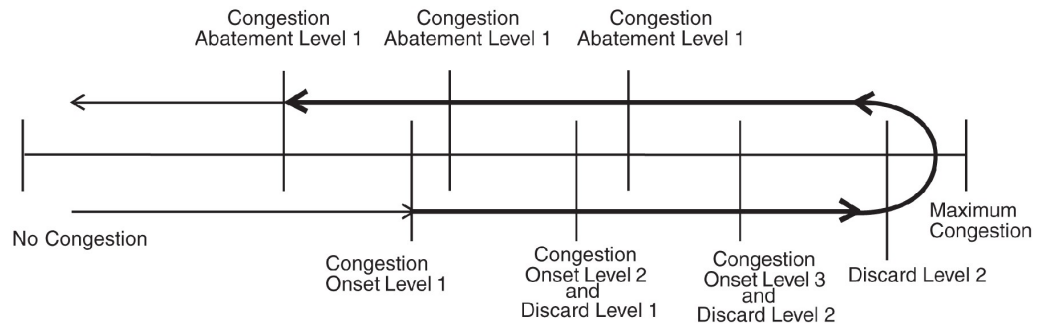 Congestion
Abatement Level 1
Congestion
Abatement Level 1
Congestion
Abatement Level 1
No Congestion
Maximum
Congestion
Congestion
Onset Level 1
Congestion
Onset Level 2
and
Discard Level 1
Congestion
Onset Level 3
and
Discard Level 2
Discard Level 2